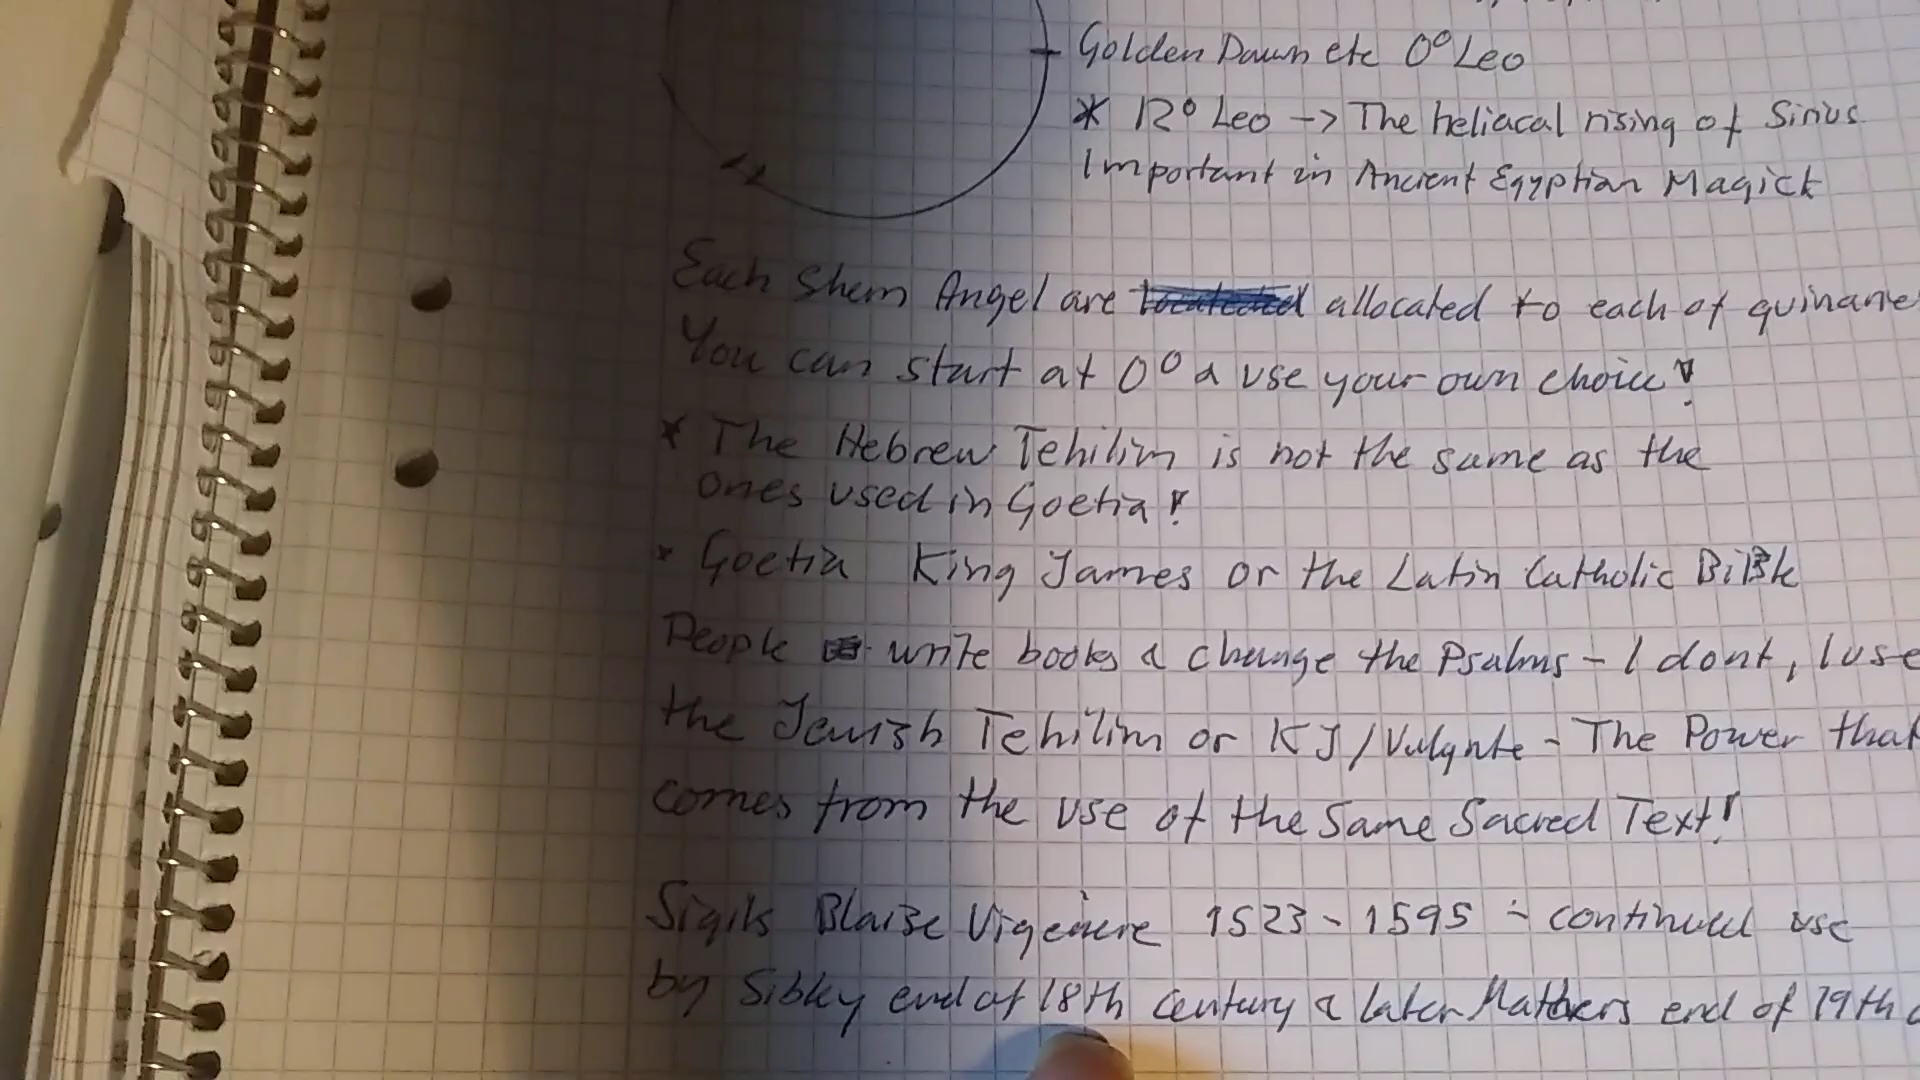 Golden Dawn etc 0° Leo
* 12° Leo -> The heliacal rising of Sirius
Important in Ancient Egyptian Magick
Each Shem Angel are allocated to each of quinane
You can start at 0° & use your own choice!
* The Hebrew Tehilim is not the same as the
ones used in Goetia!
* Goetia King James or the Latin Catholic Bible
People write books & change the Psalms - I dont, I use
the Jewish Tehilim or KJ/Vulgate - The Power that
comes from the use of the Same Sacred Text!
Sigils Blaise Vigenere 1523-1595 - continued use
by Sibley end of 18th century & later Mathers end of 19th